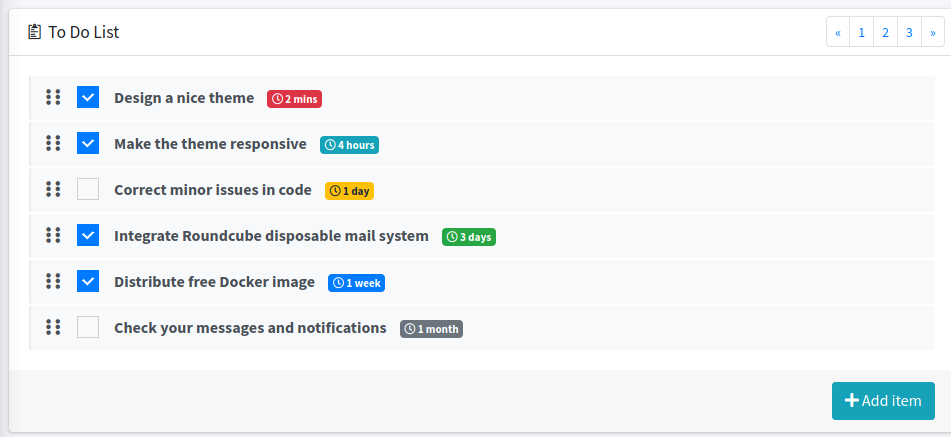 To Do List
« 1 2 3 »
Design a nice theme 2 mins
Make the theme responsive 4 hours
Correct minor issues in code 1 day
Integrate Roundcube disposable mail system 3 days
Distribute free Docker image 1 week
Check your messages and notifications 1 month
Add item